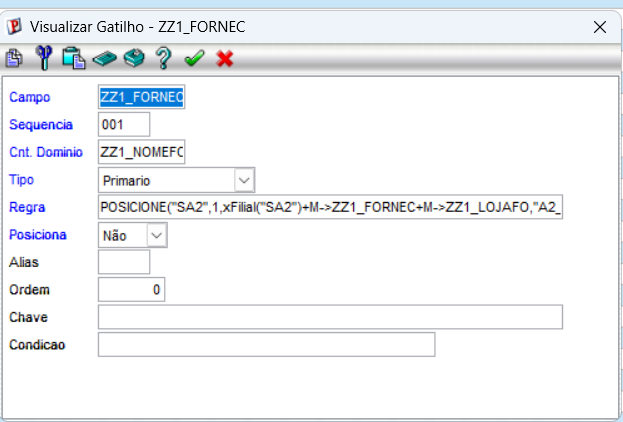 Visualizar Gatilho - ZZ1_FORNEC
Campo ZZ1_FORNEC
Sequencia 001
Cnt. Dominio ZZ1_NOMEFO
Tipo Primario
Regra POSICIONE("SA2",1,xFilial("SA2")+M->ZZ1_FORNEC+M->ZZ1_LOJAFO,"A2_
Posiciona Não
Alias
Ordem 0
Chave
Condicao